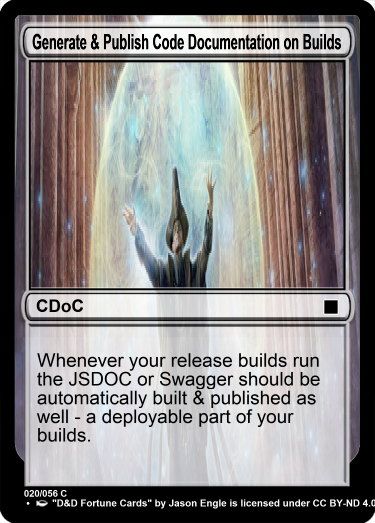 Generate & Publish Code Documentation on Builds
CDoC
Whenever your release builds run
the JSDOC or Swagger should be
automatically built & published as
well - a deployable part of your
builds.
020/056 C
• "D&D Fortune Cards" by Jason Engle is licensed under CC BY-ND 4.0